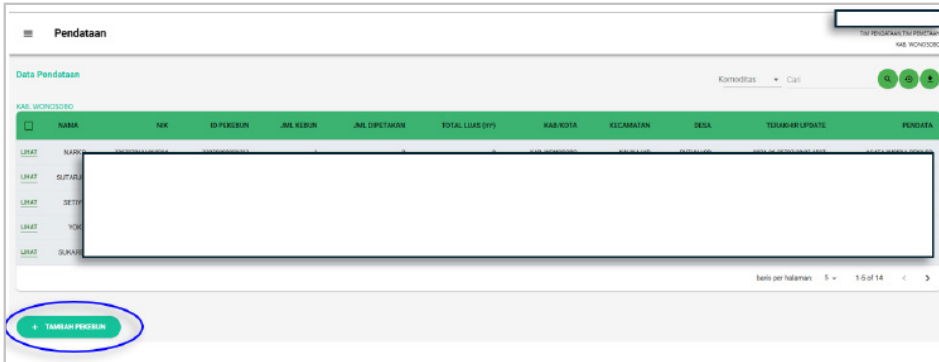 Pendataan
TIM PENDATAAN,TIM PEMETAAN
KAB. WONOSOBO
Data Pendataan
Komoditas Cari
KAB. WONOSOBO
NAMA NIK ID PEKEBUN JML KEBUN JML DIPETAKAN TOTAL LUAS (m²) KAB/KOTA KECAMATAN DESA TERAKHIR UPDATE PENDATA
LIHAT
LIHAT
LIHAT
LIHAT
LIHAT
baris per halaman: 5 1-5 of 14
+ TAMBAH PEKEBUN